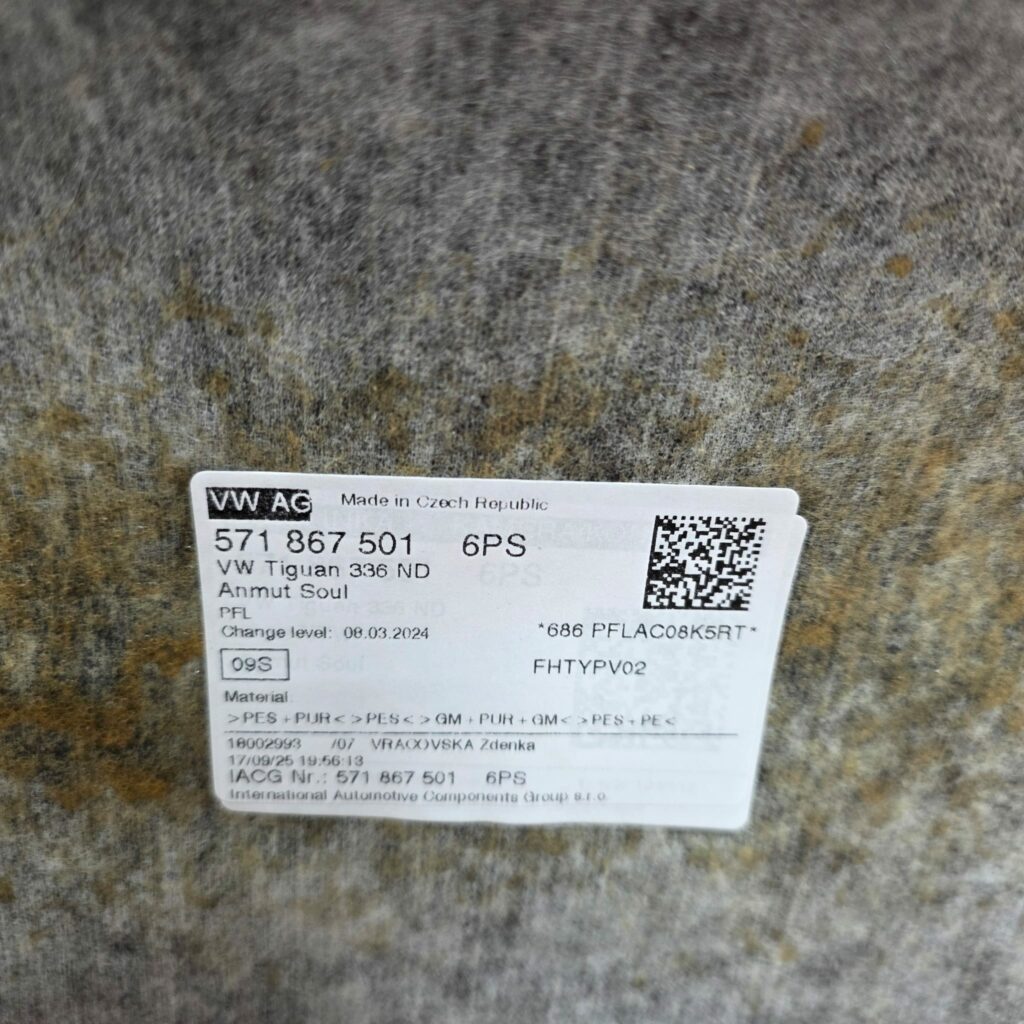 VW AG Made in Czech Republic
571 867 501 6PS
VW Tiguan 336 ND
Anmut Soul
PFL
Change level: 08.03.2024
*686 PFLAC08K5RT*
09S
FHTYPV02
Material
>PES+PUR< >PES< >GM+PUR+GM< >PES+PE<
18002993 /07 Zdenka
17/09/25 19:56:13
IACG Nr.: 571 867 501 6PS
International Automotive Components Group s.r.o